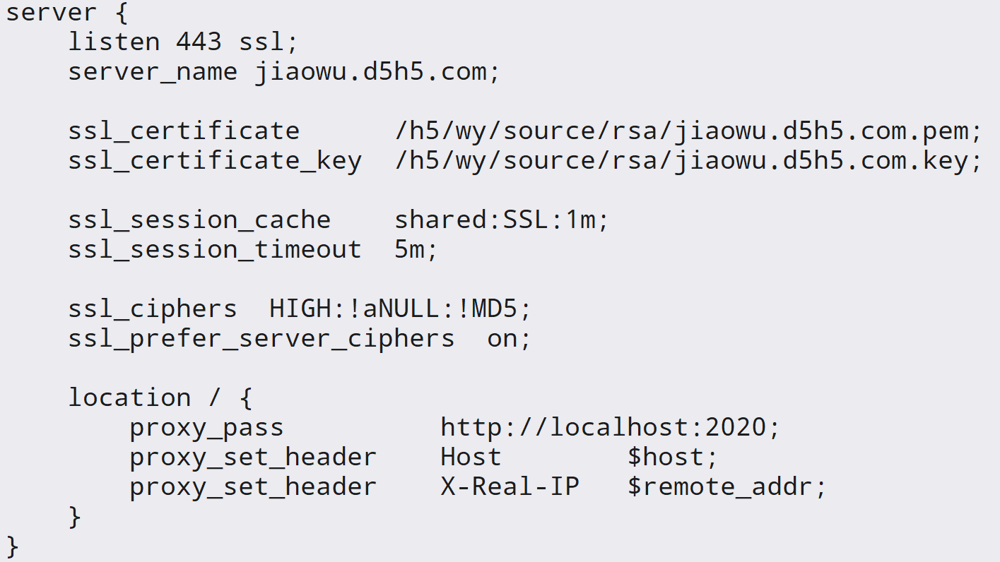 server {
    listen 443 ssl;
    server_name jiaowu.d5h5.com;

    ssl_certificate      /h5/wy/source/rsa/jiaowu.d5h5.com.pem;
    ssl_certificate_key  /h5/wy/source/rsa/jiaowu.d5h5.com.key;

    ssl_session_cache    shared:SSL:1m;
    ssl_session_timeout  5m;

    ssl_ciphers  HIGH:!aNULL:!MD5;
    ssl_prefer_server_ciphers  on;

    location / {
        proxy_pass          http://localhost:2020;
        proxy_set_header    Host        $host;
        proxy_set_header    X-Real-IP   $remote_addr;
    }
}